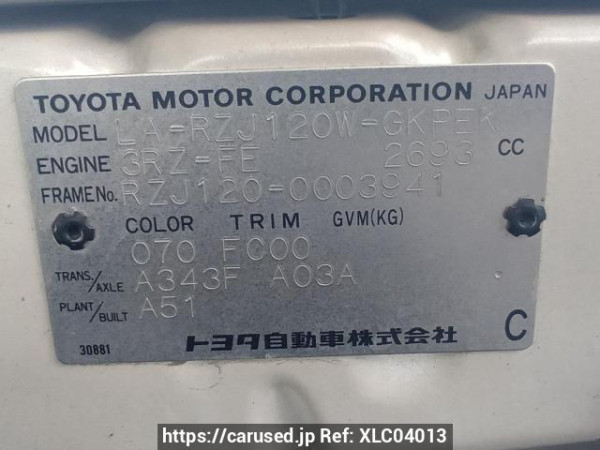 TOYOTA MOTOR CORPORATION JAPAN
MODEL LA-RZJ120W-GKPEK
ENGINE 3RZ-FE 2693 CC
FRAME No. RZJ120-0003941
COLOR TRIM GVM(KG)
070 FC00
TRANS./AXLE A343F A03A
PLANT/BUILT A51
30881 トヨタ自動車株式会社 C
https://carused.jp Ref: XLC04013